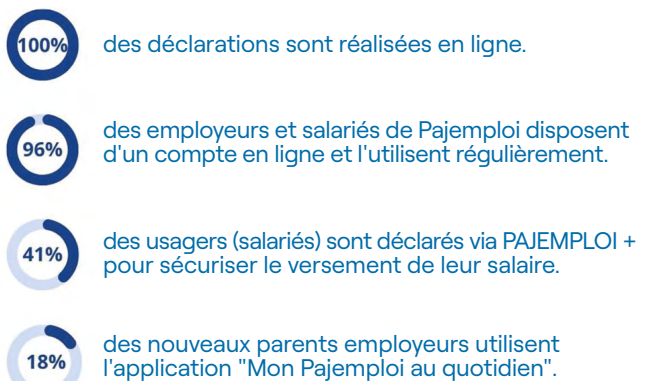 100%
des déclarations sont réalisées en ligne.
96%
des employeurs et salariés de Pajemploi disposent
d'un compte en ligne et l'utilisent régulièrement.
41%
des usagers (salariés) sont déclarés via PAJEMPLOI +
pour sécuriser le versement de leur salaire.
18%
des nouveaux parents employeurs utilisent
l'application "Mon Pajemploi au quotidien".